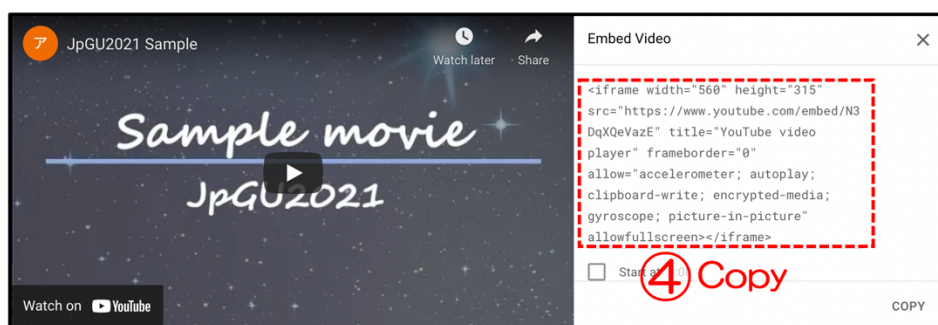 ア JpGU2021 Sample
Watch later
Share
Sample movie
JpGU2021
Watch on YouTube
Embed Video
<iframe width="560" height="315"
src="https://www.youtube.com/embed/N3
DqXQeVazE" title="YouTube video
player" frameborder="0"
allow="accelerometer; autoplay;
clipboard-write; encrypted-media;
gyroscope; picture-in-picture"
allowfullscreen></iframe>
Start at
④ Copy
COPY